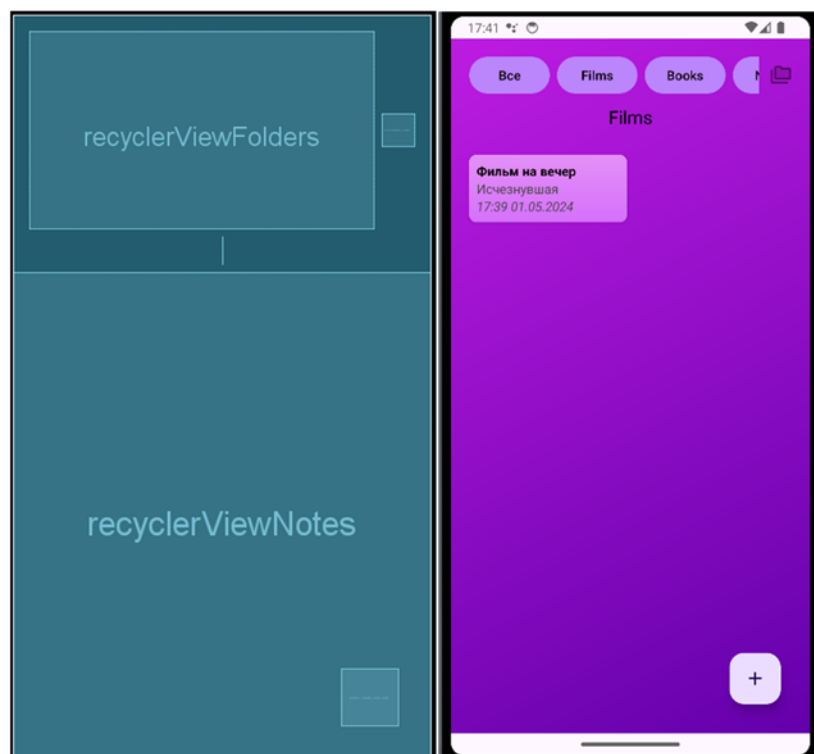 recyclerViewFolders
recyclerViewNotes
17:41
Все
Films
Books
Films
Фильм на вечер
Исчезнувшая
17:39 01.05.2024
+